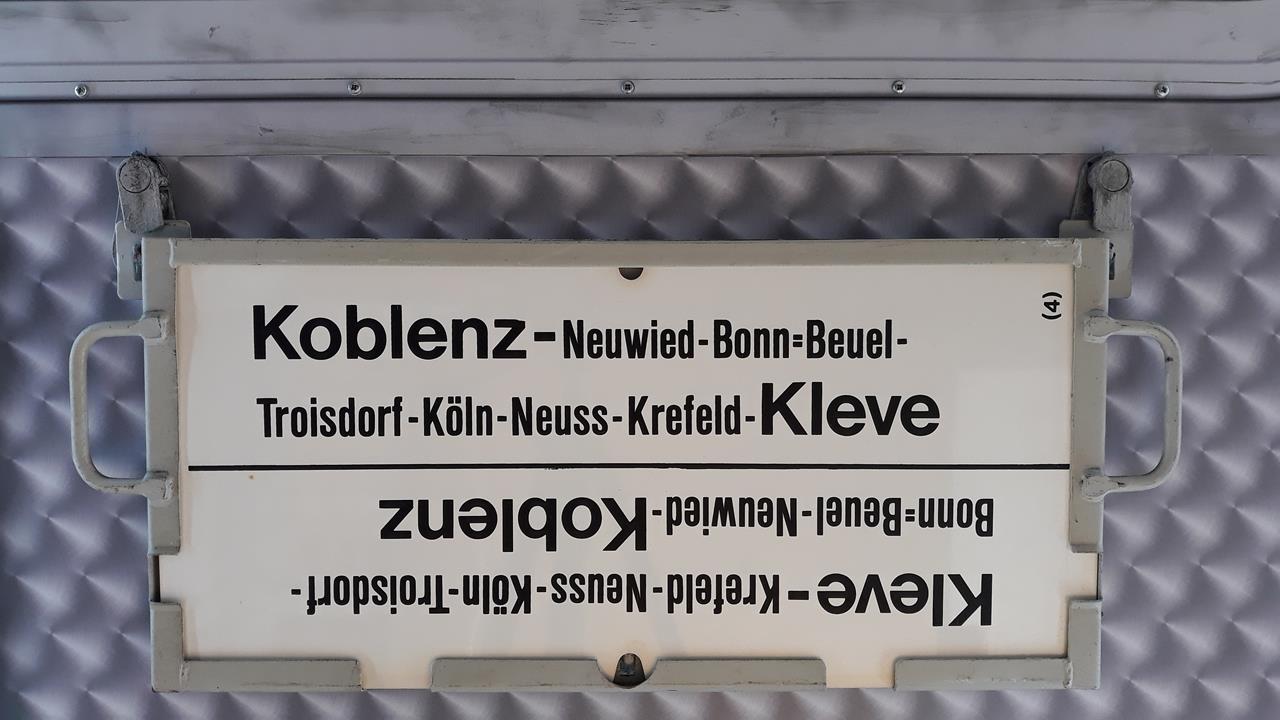 Koblenz-Neuwied-Bonn=Beuel-
Troisdorf-Köln-Neuss-Krefeld-Kleve
(4)
Kleve-Krefeld-Neuss-Köln-Troisdorf-
Bonn=Beuel-Neuwied-Koblenz